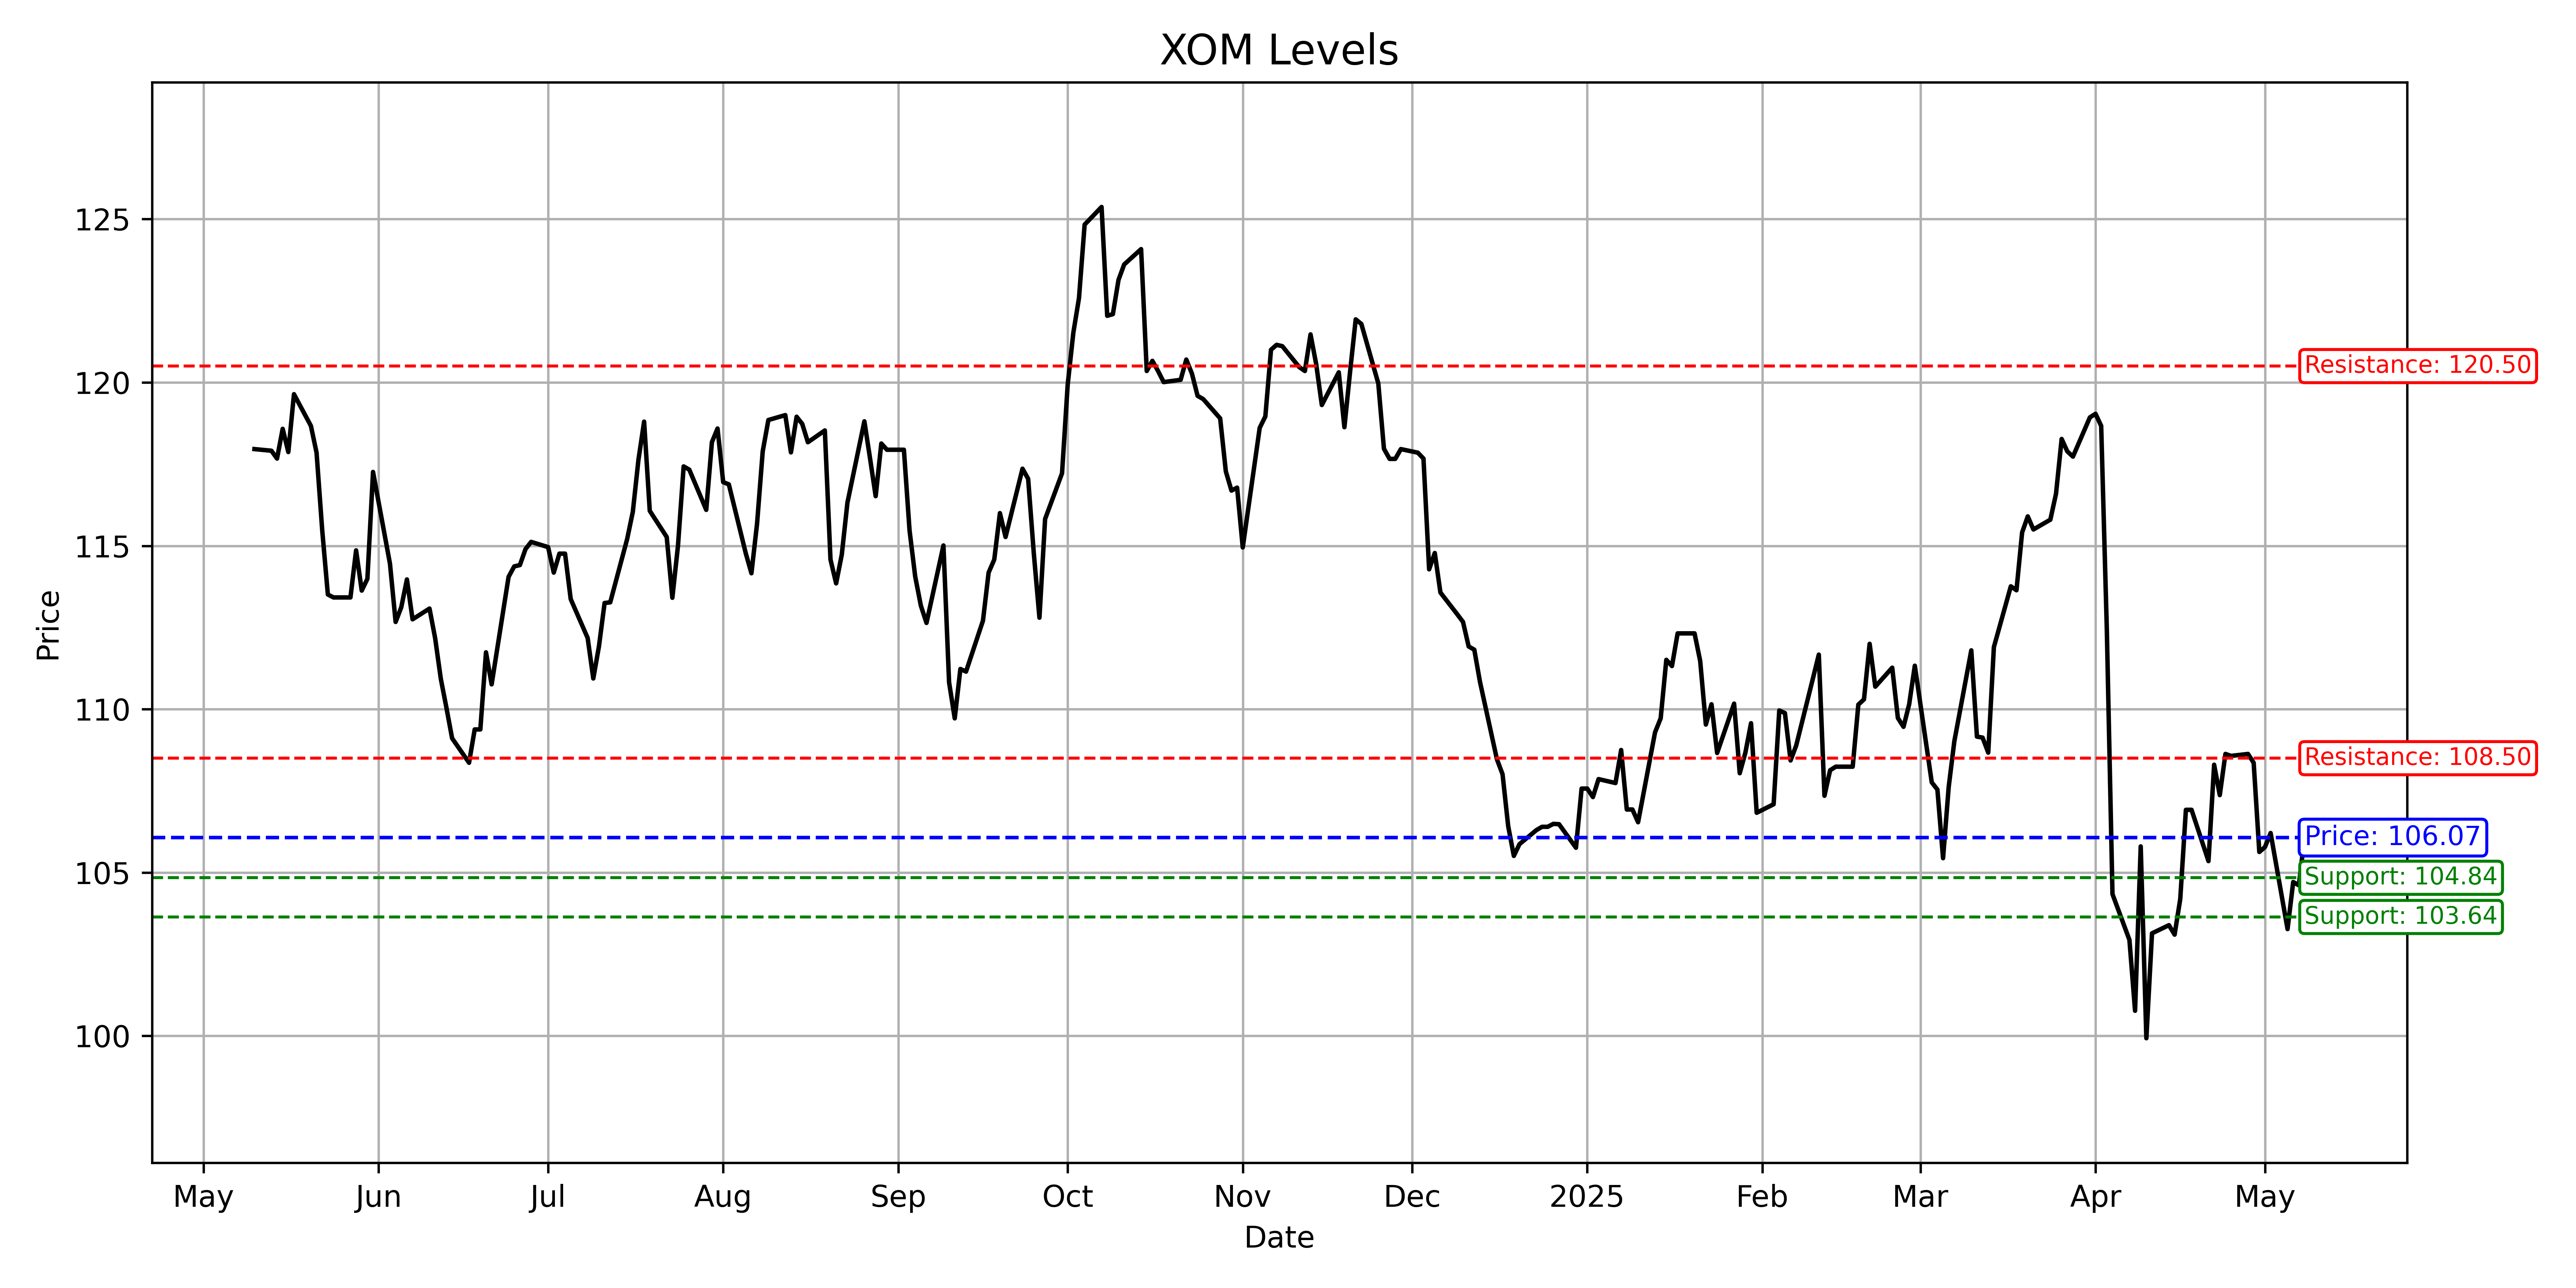 XOM Levels
125
120
115
110
105
100
Price
Resistance: 120.50
Resistance: 108.50
Price: 106.07
Support: 104.84
Support: 103.64
May
Jun
Jul
Aug
Sep
Oct
Nov
Dec
2025
Feb
Mar
Apr
May
Date